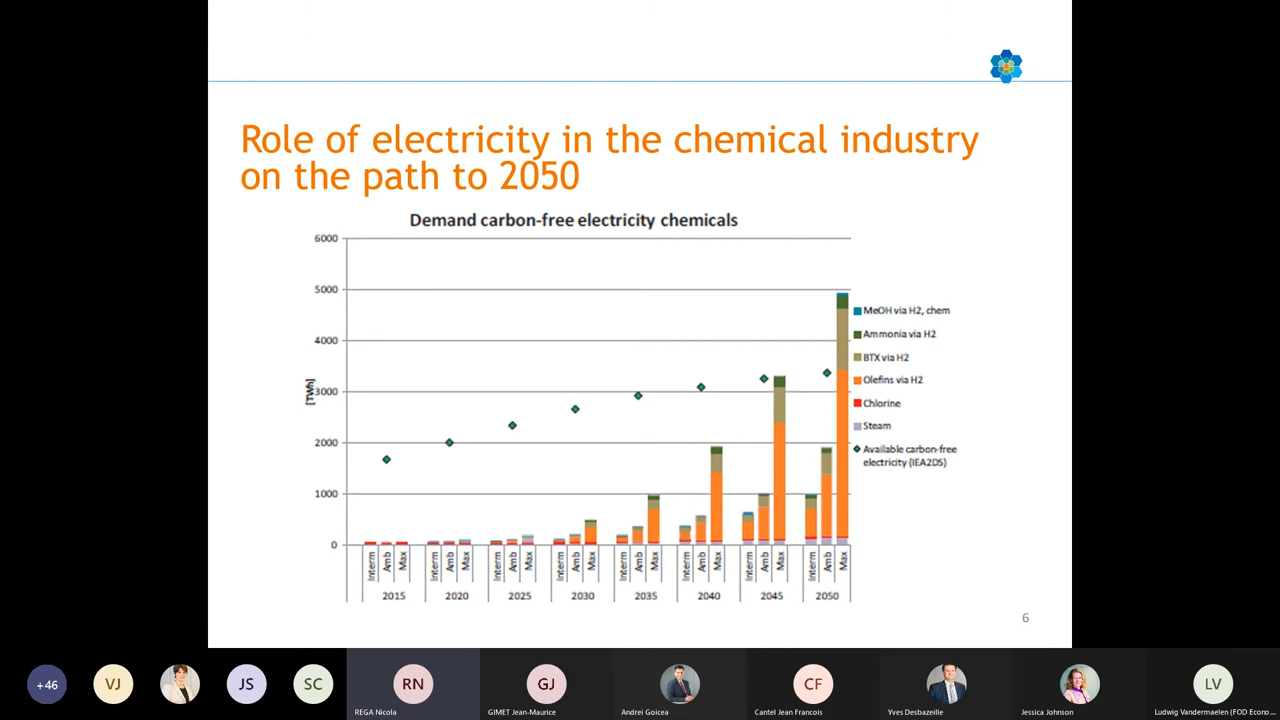 Role of electricity in the chemical industry
on the path to 2050
Demand carbon-free electricity chemicals
6000
5000
4000
3000
2000
1000
0
[TWh]
MeOH via H2, chem
Ammonia via H2
BTX via H2
Olefins via H2
Chlorine
Steam
Available carbon-free
electricity (IEA2DS)
Interm Amb Max Interm Amb Max Interm Amb Max Interm Amb Max Interm Amb Max Interm Amb Max Interm Amb Max Interm Amb Max
2015 2020 2025 2030 2035 2040 2045 2050
6
+46 VJ JS SC RN GJ CF LV
REGA Nicola GIMET Jean-Maurice Andrei Goicea Cantel Jean Francois Yves Desbazeille Jessica Johnson Ludwig Vandermaelen (FOD Econo...